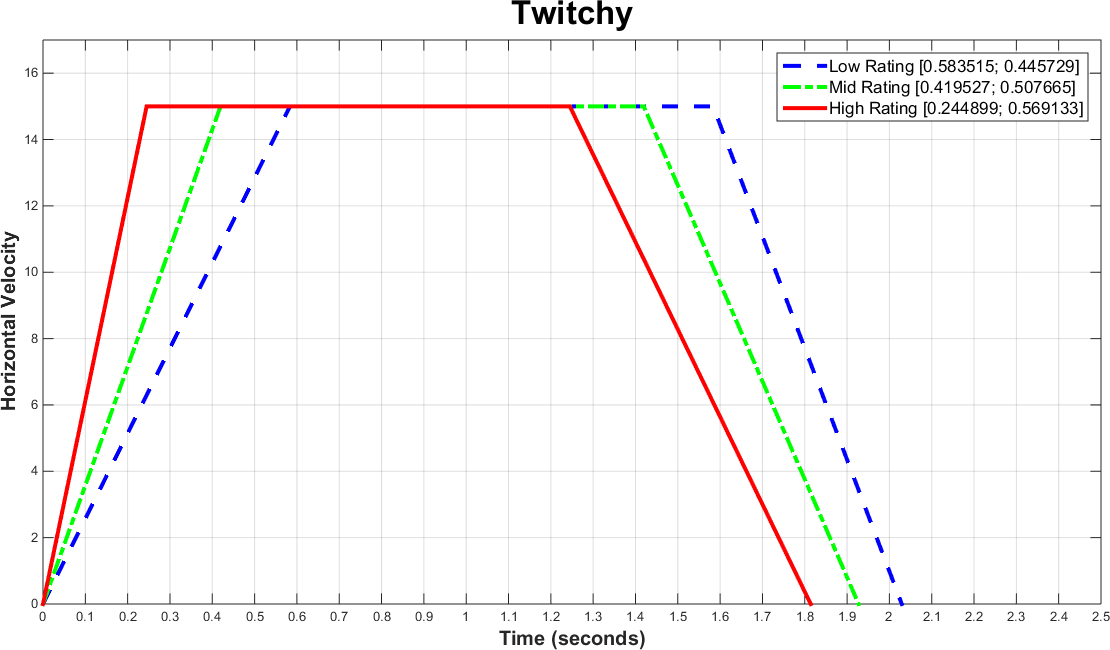 Twitchy
Low Rating [0.583515; 0.445729]
Mid Rating [0.419527; 0.507665]
High Rating [0.244899; 0.569133]
Horizontal Velocity
16
14
12
10
8
6
4
2
0
0 0.1 0.2 0.3 0.4 0.5 0.6 0.7 0.8 0.9 1 1.1 1.2 1.3 1.4 1.5 1.6 1.7 1.8 1.9 2 2.1 2.2 2.3 2.4 2.5
Time (seconds)